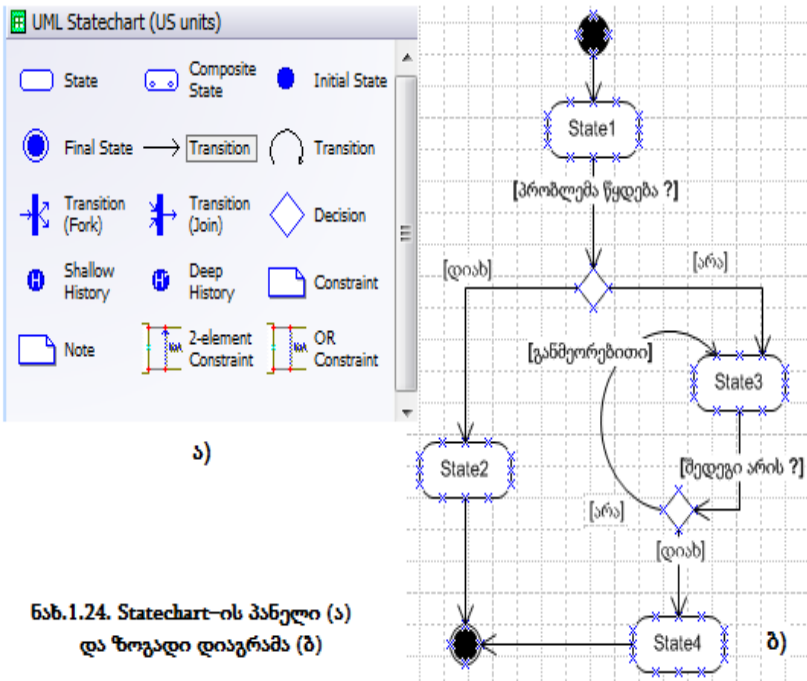 UML Statechart (US units)
State
Composite
State
Initial State
Final State
Transition
Transition
Transition
(Fork)
Transition
(Join)
Decision
Shallow
History
Deep
History
Constraint
Note
2-element
Constraint
OR
Constraint
ა)
ნახ.1.24. Statechart–ის პანელი (ა)
და ზოგადი დიაგრამა (ბ)
State1
[პრობლემა წყდება ?]
[დიახ]
[არა]
[განმეორებითი]
State3
State2
[შედეგი არის ?]
[არა]
[დიახ]
State4
ბ)